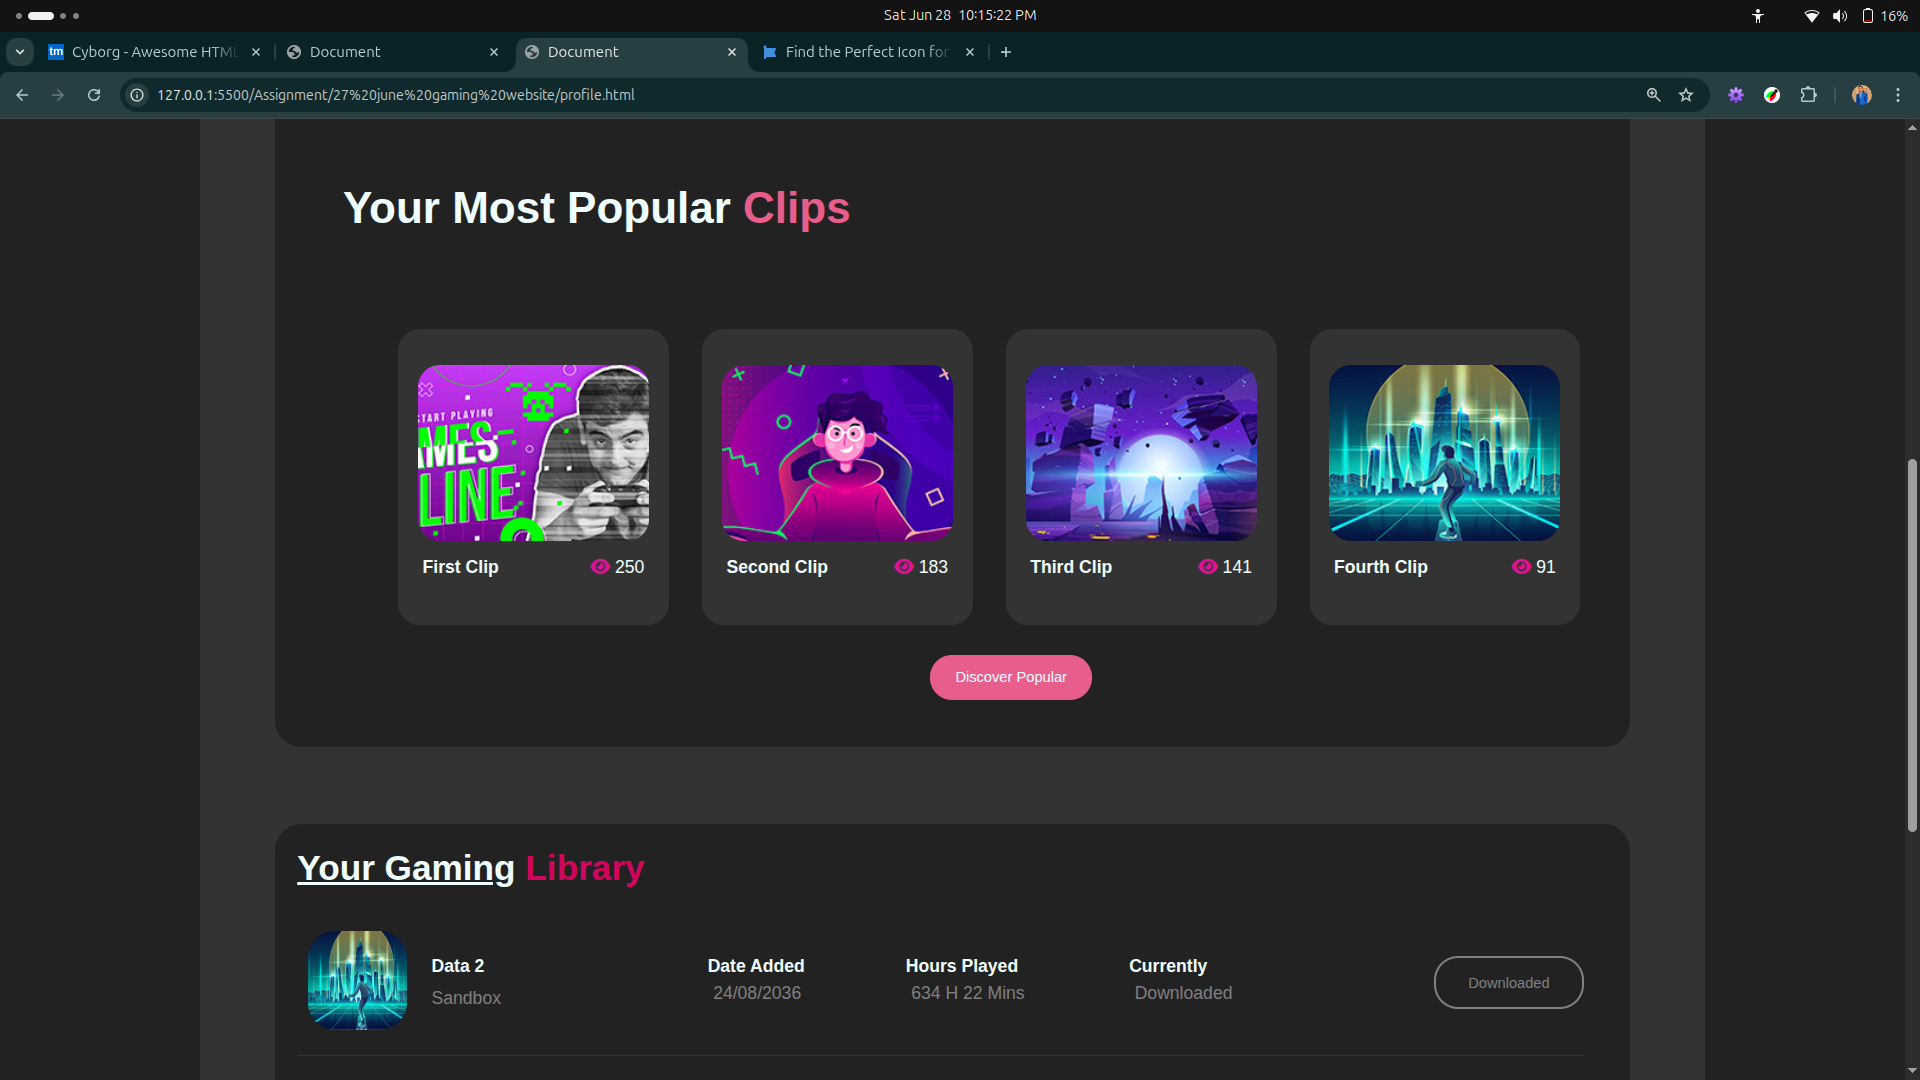 Sat Jun 28 10:15:22 PM
16%
tm Cyborg - Awesome HTML
Document
Document
Find the Perfect Icon for
127.0.0.1:5500/Assignment/27%20june%20gaming%20website/profile.html
Your Most Popular Clips
START PLAYING
AMES
LINE
First Clip 250
Second Clip 183
Third Clip 141
Fourth Clip 91
Discover Popular
Your Gaming Library
Data 2 Date Added Hours Played Currently
Sandbox 24/08/2036 634 H 22 Mins Downloaded
Downloaded